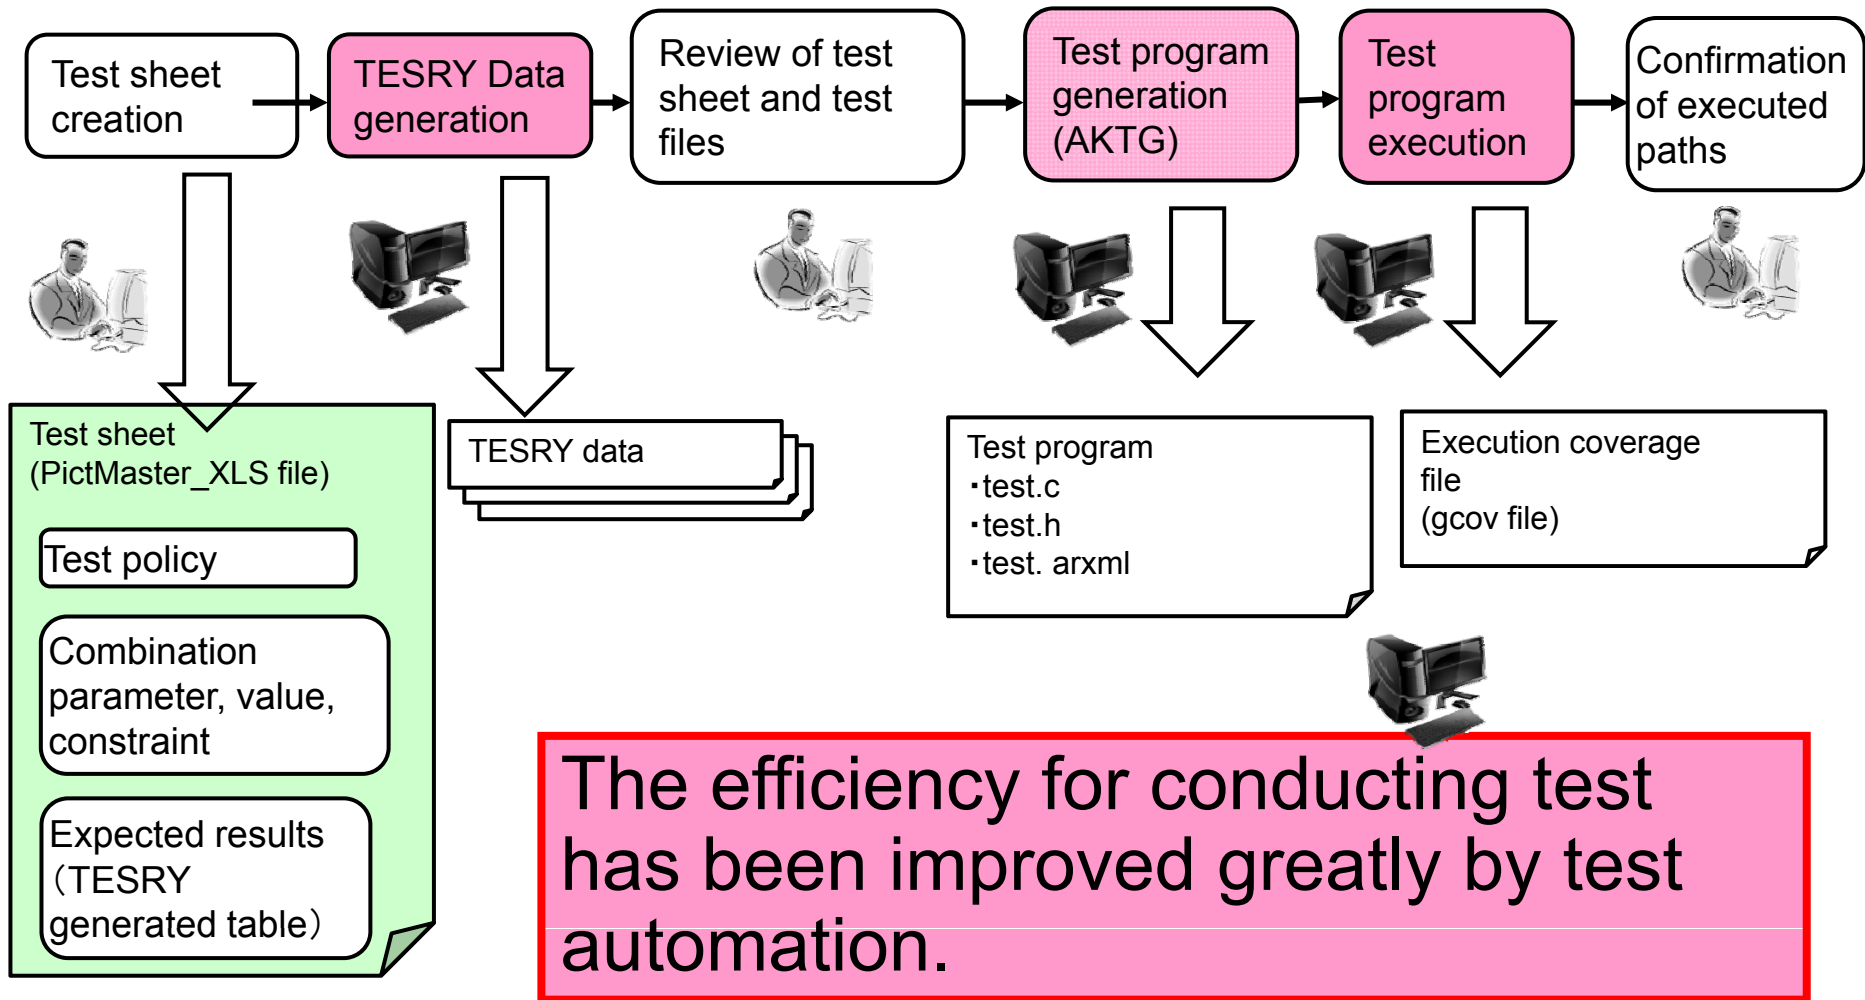 Test sheet
creation
TESRY Data
generation
Review of test
sheet and test
files
Test program
generation
(AKTG)
Test
program
execution
Confirmation
of executed
paths
Test sheet
(PictMaster_XLS file)
Test policy
Combination
parameter, value,
constraint
Expected results
（TESRY
generated table）
TESRY data
Test program
・test.c
・test.h
・test. arxml
Execution coverage
file
(gcov file)
The efficiency for conducting test
has been improved greatly by test
automation.